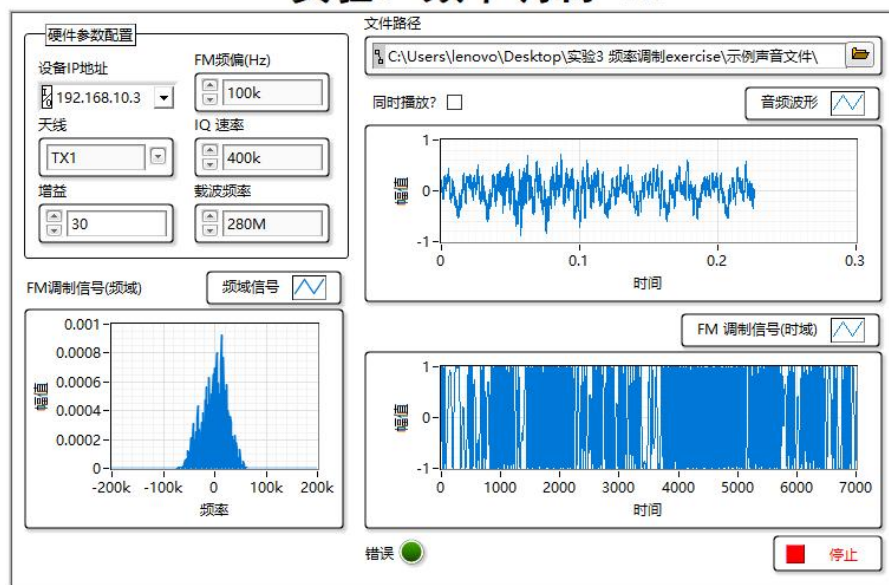 硬件参数配置
设备IP地址
192.168.10.3
天线
TX1
增益
30
FM频偏(Hz)
100k
IQ 速率
400k
载波频率
280M
文件路径
C:\Users\lenovo\Desktop\实验3 频率调制exercise\示例声音文件\
同时播放?
音频波形
幅值
1
0
-1
0
0.1
0.2
0.3
时间
FM调制信号(频域)
频域信号
幅值
0.001
0.0008
0.0006
0.0004
0.0002
0
-200k
-100k
0
100k
200k
频率
FM 调制信号(时域)
幅值
1
0
-1
0
1000
2000
3000
4000
5000
6000
7000
时间
错误
停止